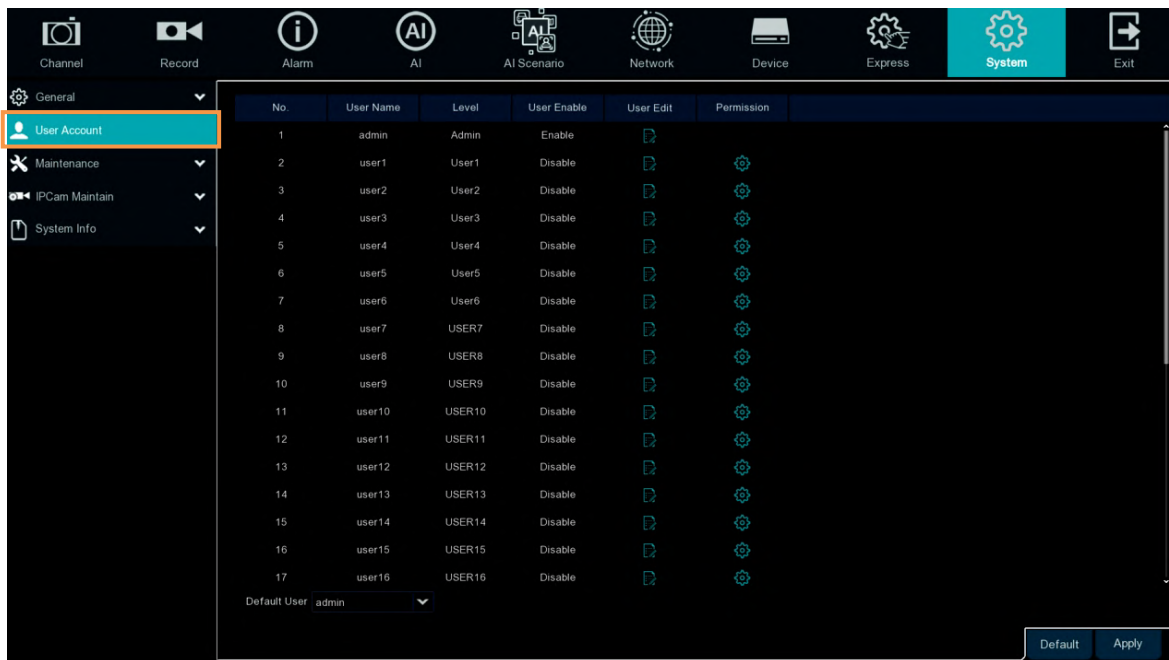 Channel Record Alarm AI AI Scenario Network Device Express System Exit
General
User Account
Maintenance
IPCam Maintain
System Info
No. User Name Level User Enable User Edit Permission
1 admin Admin Enable
2 user1 User1 Disable
3 user2 User2 Disable
4 user3 User3 Disable
5 user4 User4 Disable
6 user5 User5 Disable
7 user6 User6 Disable
8 user7 USER7 Disable
9 user8 USER8 Disable
10 user9 USER9 Disable
11 user10 USER10 Disable
12 user11 USER11 Disable
13 user12 USER12 Disable
14 user13 USER13 Disable
15 user14 USER14 Disable
16 user15 USER15 Disable
17 user16 USER16 Disable
Default User admin
Default Apply